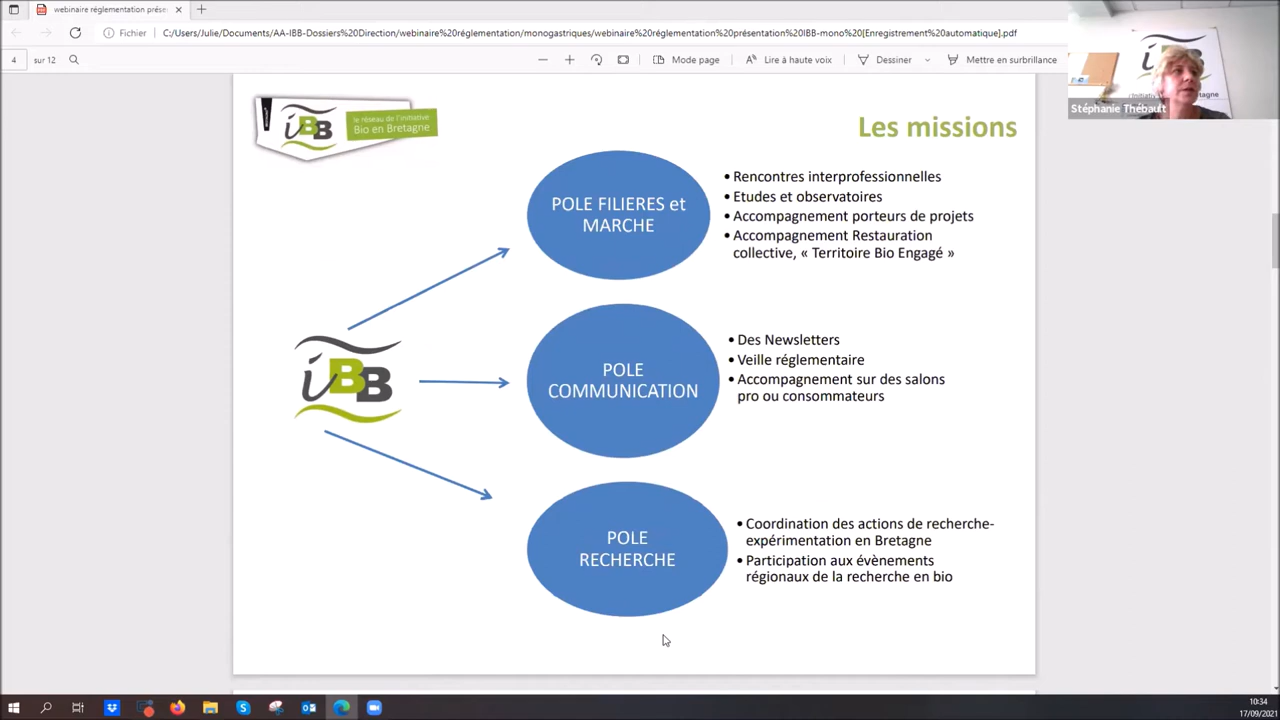 webinaire réglementation prése
Fichier
C:/Users/Julie/Documents/AA-IBB-Dossiers%20Direction/webinaire%20réglementation/monogastriques/webinaire%20réglementation%20présentation%20IBB-mono%20[Enregistrement%20automatique].pdf
4 sur 12
Mode page
Lire à haute voix
Dessiner
Mettre en surbrillance
Stéphanie Thébault
iBB
le réseau de l'initiative
Bio en Bretagne
Les missions
POLE FILIERES et
MARCHE
• Rencontres interprofessionnelles
• Etudes et observatoires
• Accompagnement porteurs de projets
• Accompagnement Restauration
collective, « Territoire Bio Engagé »
iBB
POLE
COMMUNICATION
• Des Newsletters
• Veille réglementaire
• Accompagnement sur des salons
pro ou consommateurs
POLE
RECHERCHE
• Coordination des actions de recherche-
expérimentation en Bretagne
• Participation aux évènements
régionaux de la recherche en bio
10:34
17/09/2021